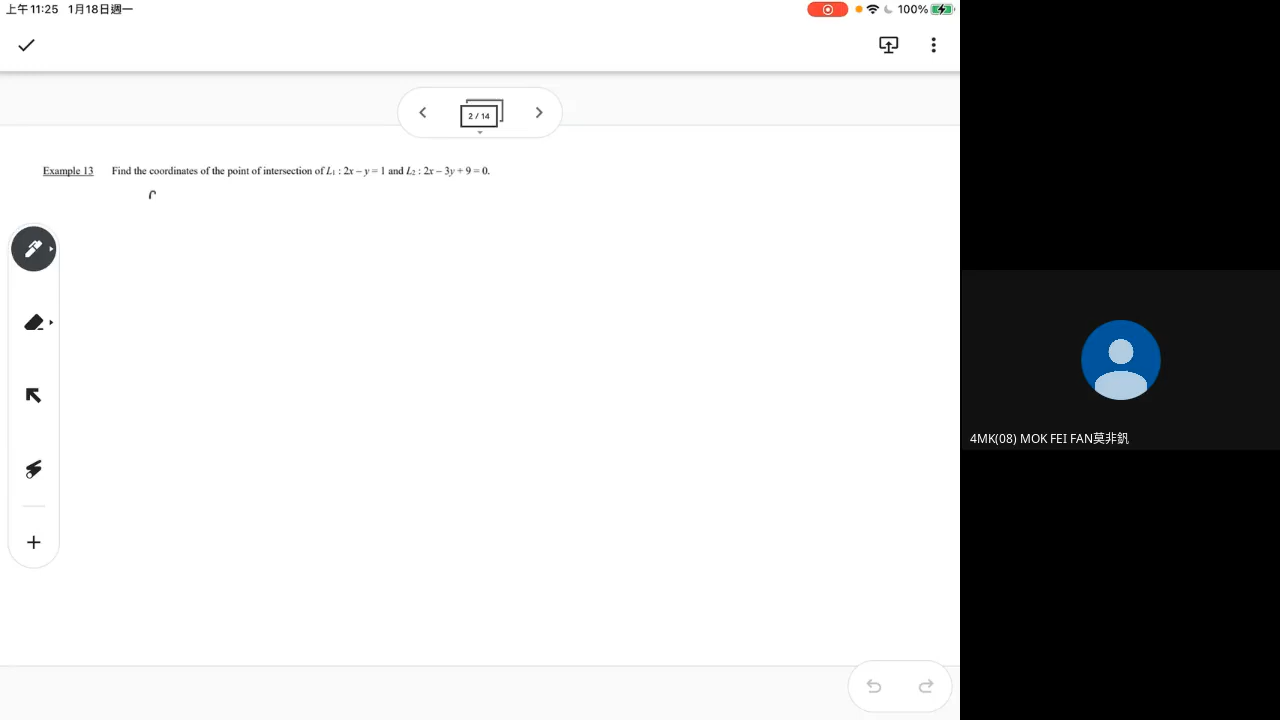 上午11:25 1月18日週一
100%
2 / 14
Example 13 Find the coordinates of the point of intersection of L₁ : 2x – y = 1 and L₂ : 2x – 3y + 9 = 0.
4MK(08) MOK FEI FAN莫非釩